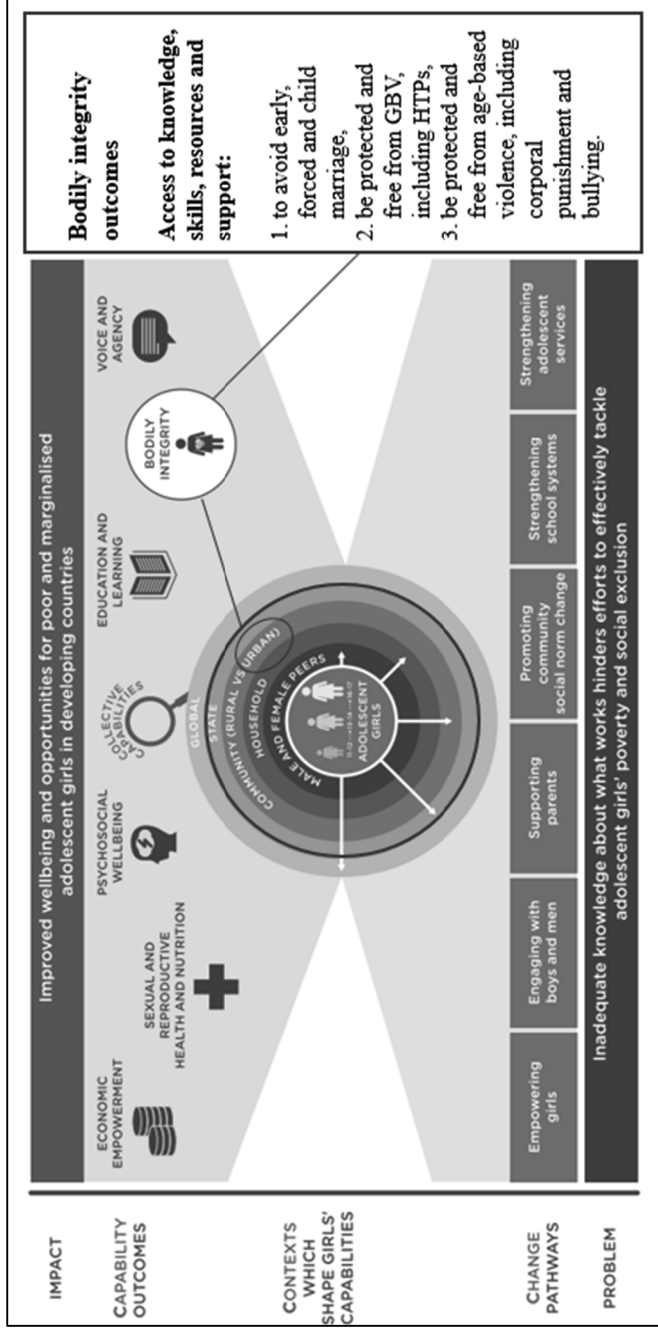 IMPACT
Improved wellbeing and opportunities for poor and marginalised
adolescent girls in developing countries
CAPABILITY
OUTCOMES
ECONOMIC
EMPOWERMENT
SEXUAL AND
REPRODUCTIVE
HEALTH AND NUTRITION
PSYCHOSOCIAL
WELLBEING
COLLECTIVE
CAPABILITIES
EDUCATION AND
LEARNING
BODILY
INTEGRITY
VOICE AND
AGENCY
CONTEXTS
WHICH
SHAPE GIRLS'
CAPABILITIES
GLOBAL
STATE
COMMUNITY (RURAL VS URBAN)
HOUSEHOLD
MALE AND FEMALE PEERS
ADOLESCENT
GIRLS
CHANGE
PATHWAYS
Empowering
girls
Engaging with
boys and men
Supporting
parents
Promoting
community
social norm change
Strengthening
school systems
Strengthening
adolescent
services
PROBLEM
Inadequate knowledge about what works hinders efforts to effectively tackle
adolescent girls' poverty and social exclusion
Bodily integrity
outcomes
Access to knowledge,
skills, resources and
support:
1. to avoid early,
forced and child
marriage,
2. be protected and
free from GBV,
including HTPs,
3. be protected and
free from age-based
violence, including
corporal
punishment and
bullying.